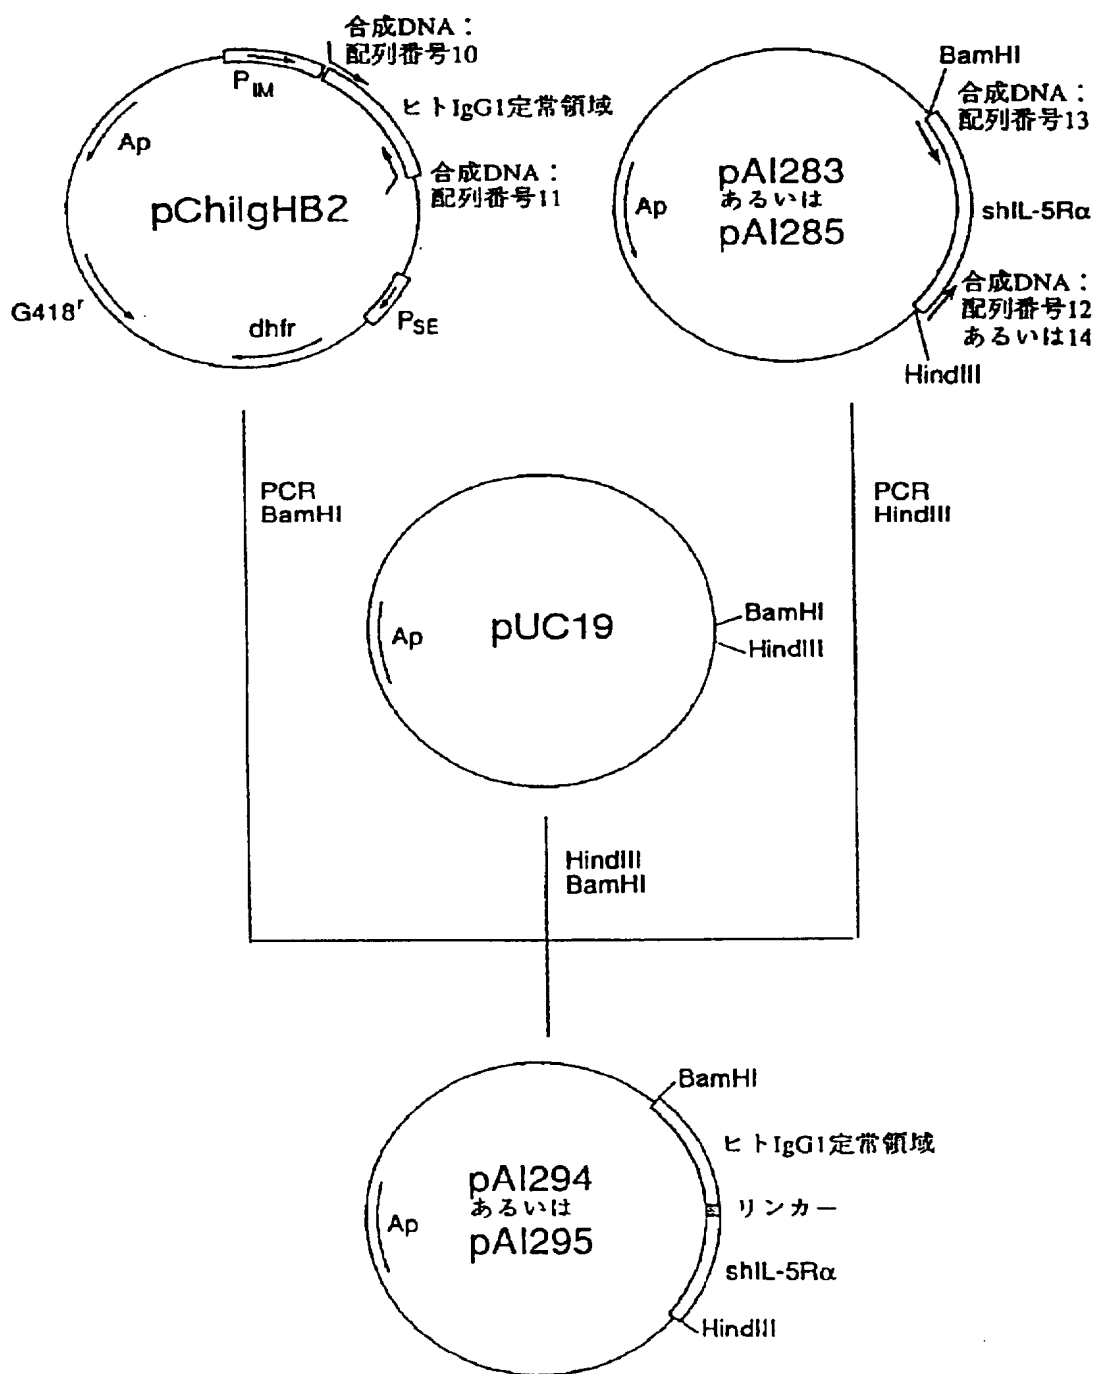 合成DNA：
配列番号10
PIM
ヒトIgG1定常領域
Ap
合成DNA：
配列番号11
pChiIgHB2
G418r
dhfr
PSE
BamHI
合成DNA：
配列番号13
pAI283
あるいは
pAI285
Ap
shIL-5Rα
合成DNA：
配列番号12
あるいは14
HindIII
PCR
BamHI
PCR
HindIII
pUC19
Ap
BamHI
HindIII
HindIII
BamHI
BamHI
ヒトIgG1定常領域
pAI294
あるいは
pAI295
Ap
リンカー
shIL-5Rα
HindIII